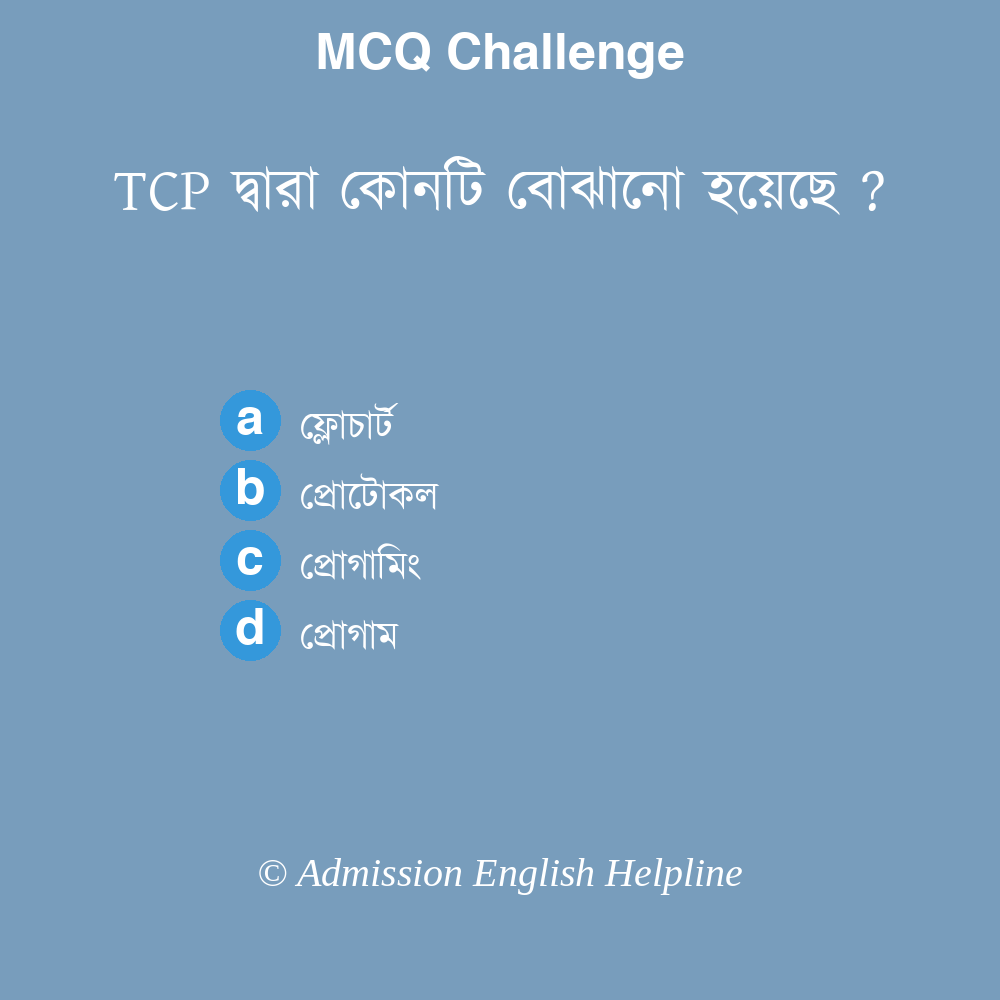 MCQ Challenge
TCP দ্বারা কোনটি বোঝানো হয়েছে ?
a ফ্লোচার্ট
b প্রোটোকল
c প্রোগামিং
d প্রোগাম
© Admission English Helpline